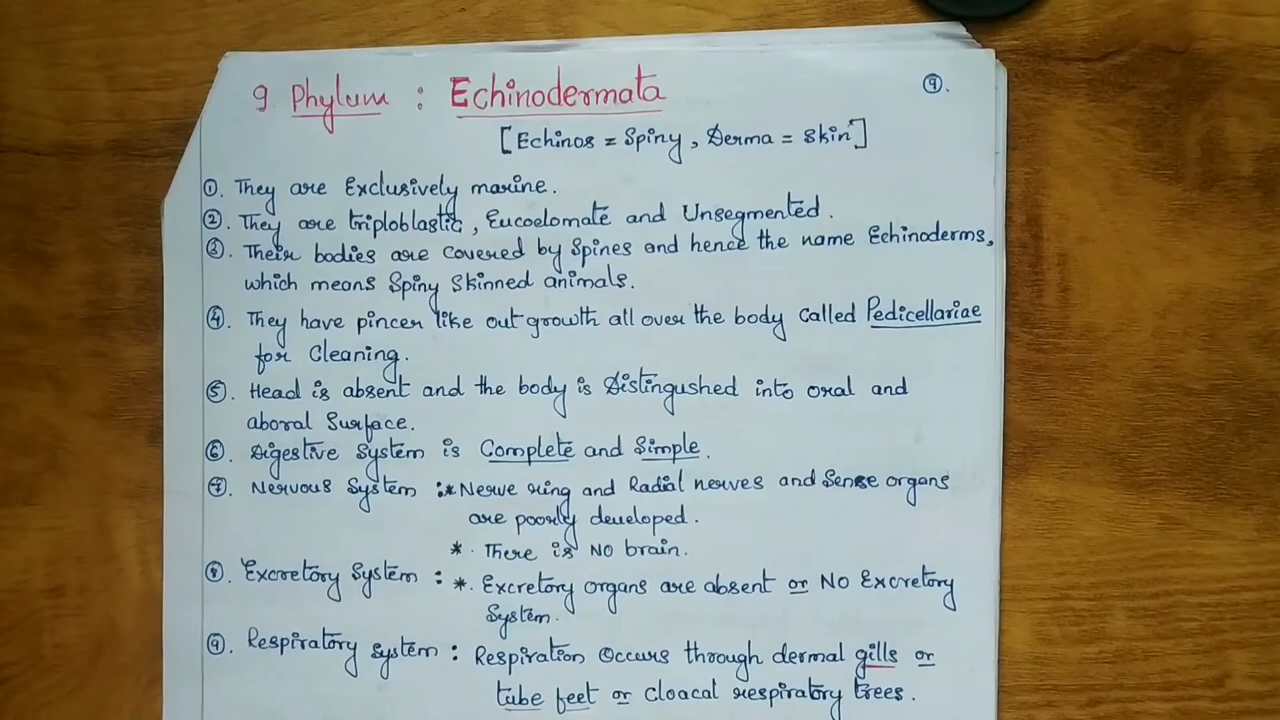 9 Phylum : Echinodermata
9.
[Echinos = Spiny, Derma = Skin]
1. They are Exclusively marine.
2. They are triploblastic, Eucoelomate and Unsegmented.
3. Their bodies are covered by Spines and hence the name Echinoderms,
which means Spiny Skinned animals.
4. They have pincer like out growth all over the body Called Pedicellariae
for Cleaning.
5. Head is absent and the body is Distingushed into oral and
aboral Surface.
6. Digestive System is Complete and Simple.
7. Nervous System :* Nerve ring and Radial nerves and Sense organs
are poorly developed.
*. There is NO brain.
8. Excretory System : *. Excretory organs are absent or NO Excretory
System.
9. Respiratory System : Respiration Occurs through dermal gills or
tube feet or Cloacal respiratory trees.